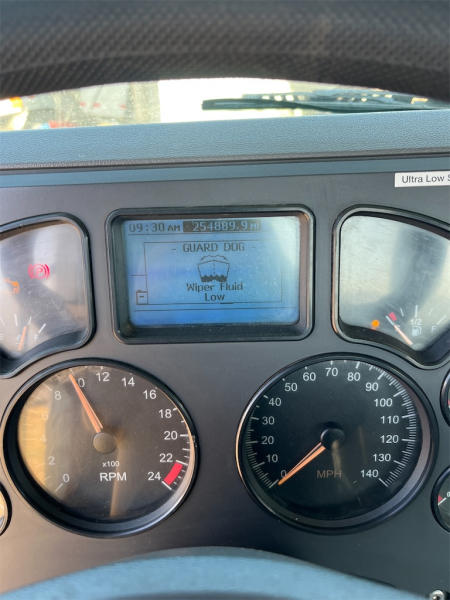 Ultra Low S
09:30 AM 254889.9 m
GUARD DOG
Wiper Fluid
Low
1/2
F
0 2 8 10 12 14 16 18 20 22 24
x100
RPM
0 10 20 30 40 50 60 70 80 90 100 110 120 130 140
MPH